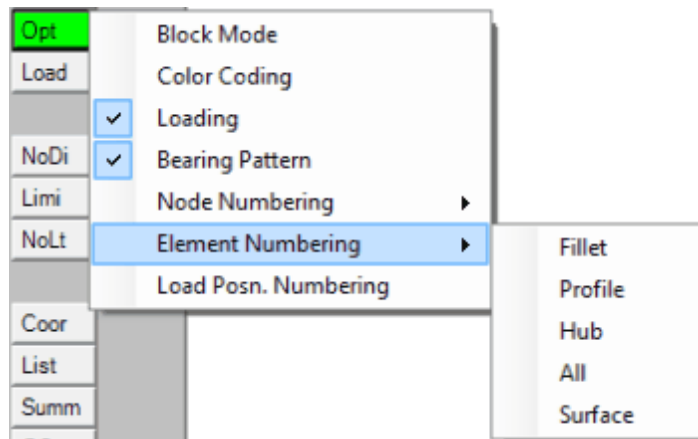 Opt
Load
NoDi
Limi
NoLt
Coor
List
Summ
Block Mode
Color Coding
Loading
Bearing Pattern
Node Numbering
Element Numbering
Load Posn. Numbering
Fillet
Profile
Hub
All
Surface